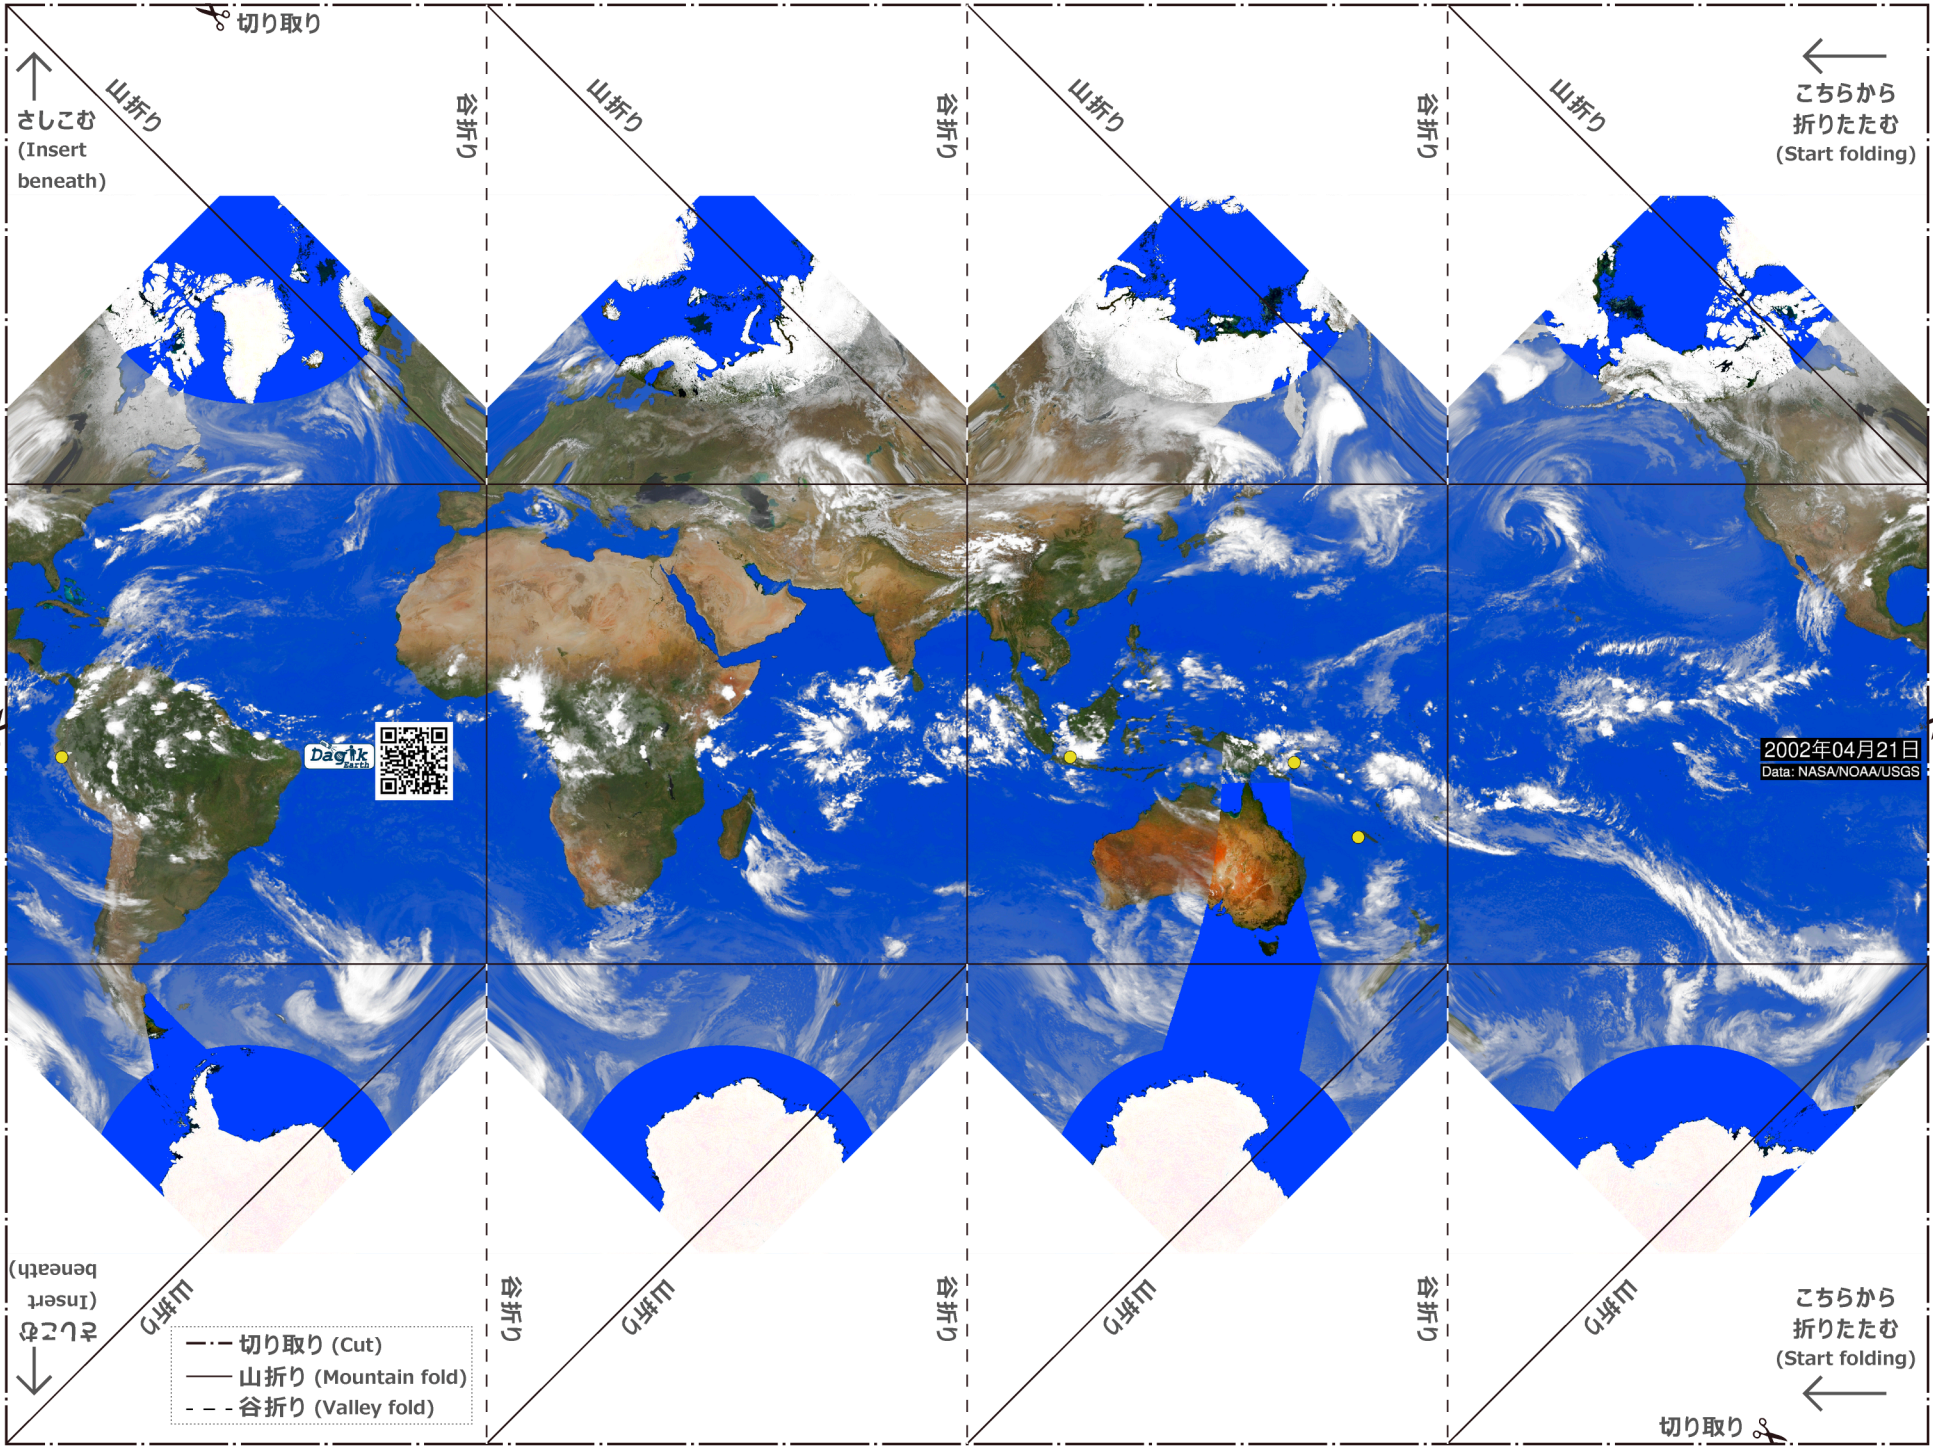 切り取り
山折り
谷折り
山折り
谷折り
山折り
谷折り
山折り
さしこむ
(Insert
beneath)
こちらから
折りたたむ
(Start folding)
Dagik
Earth
2002年04月21日
Data: NASA/NOAA/USGS
さしこむ
(Insert
beneath)
山折り
谷折り
山折り
谷折り
山折り
谷折り
山折り
こちらから
折りたたむ
(Start folding)
切り取り (Cut)
山折り (Mountain fold)
谷折り (Valley fold)
切り取り